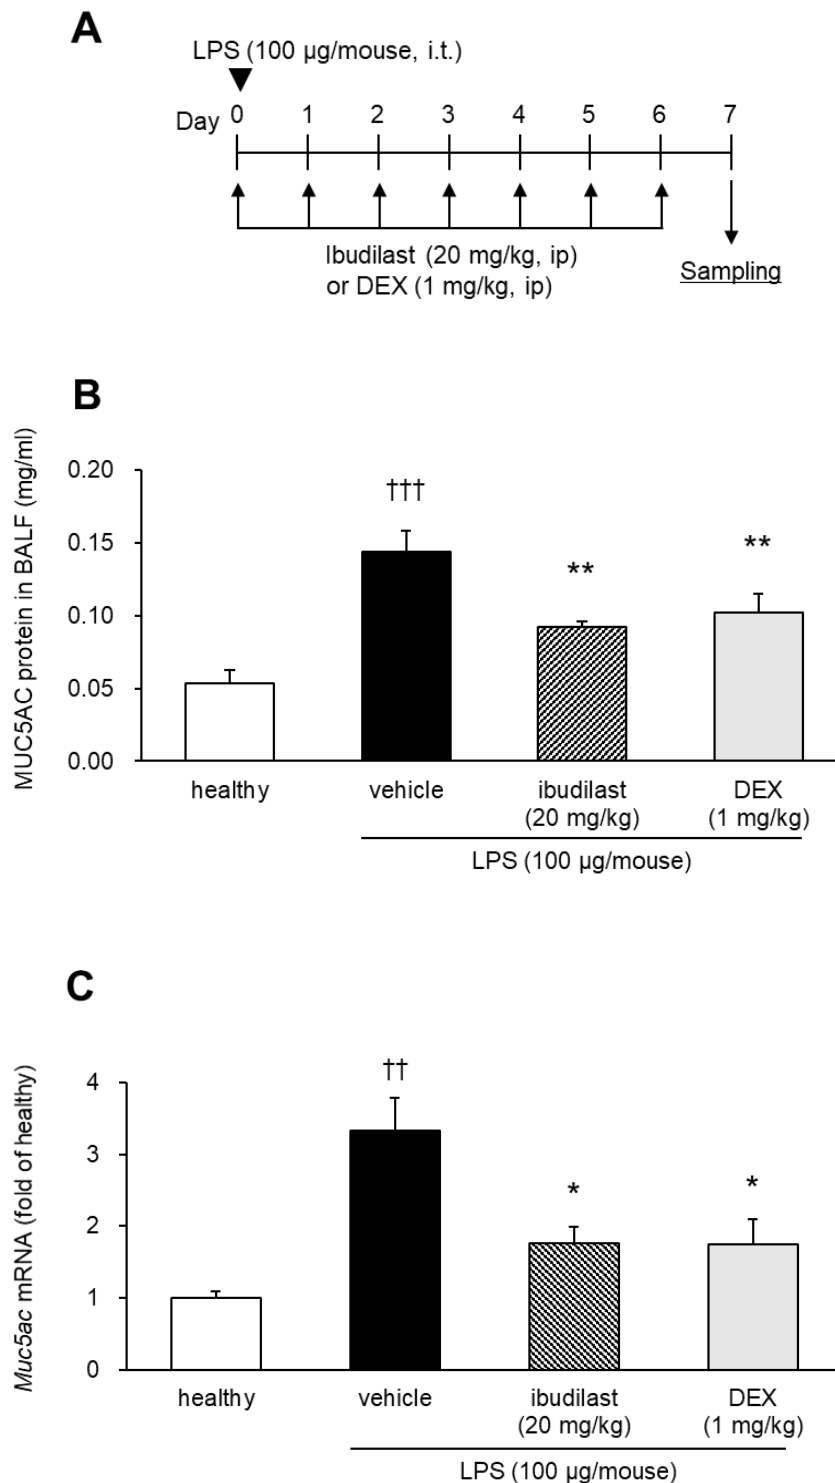 A
LPS (100 µg/mouse, i.t.)
Day 0 1 2 3 4 5 6 7
Ibudilast (20 mg/kg, ip)
or DEX (1 mg/kg, ip)
Sampling
B
MUC5AC protein in BALF (mg/ml)
0.20
0.15
0.10
0.05
0.00
†††
**
**
healthy vehicle ibudilast DEX
(20 mg/kg) (1 mg/kg)
LPS (100 µg/mouse)
C
Muc5ac mRNA (fold of healthy)
4
3
2
1
0
††
*
*
healthy vehicle ibudilast DEX
(20 mg/kg) (1 mg/kg)
LPS (100 µg/mouse)